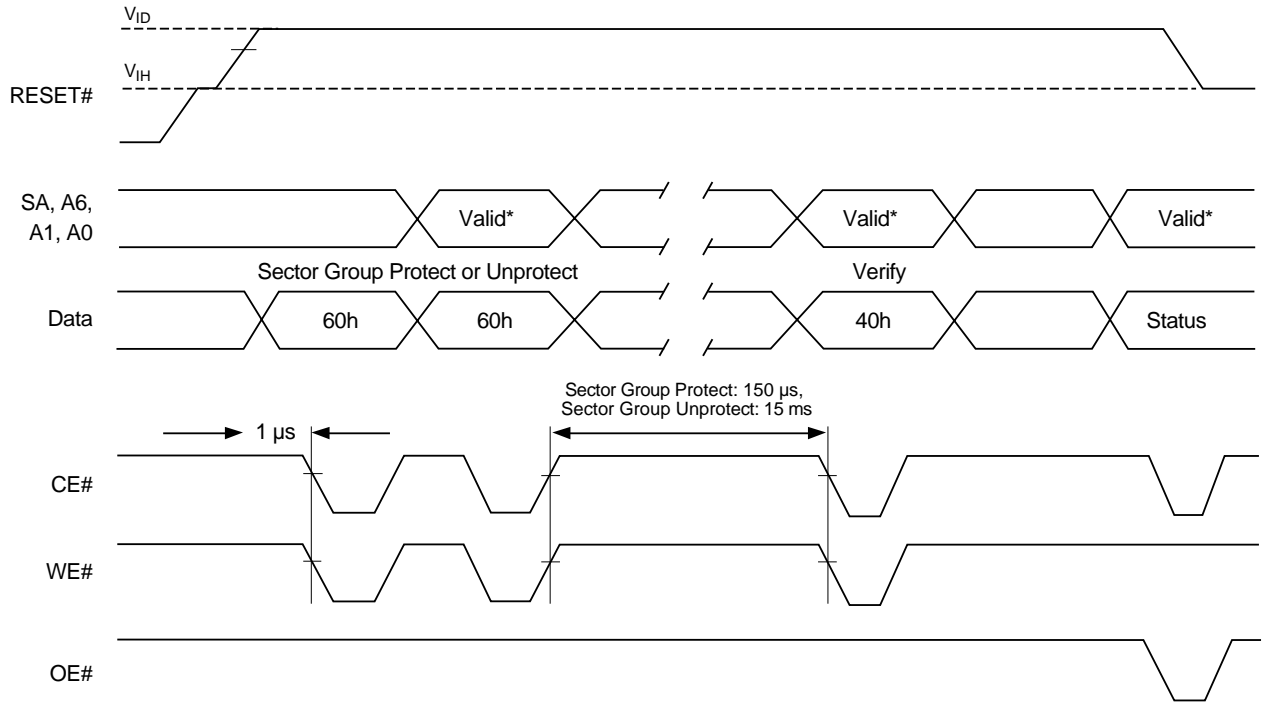 VID
VIH
RESET#
SA, A6,
A1, A0
Valid*
Valid*
Valid*
Sector Group Protect or Unprotect
Verify
Data
60h
60h
40h
Status
Sector Group Protect: 150 µs,
Sector Group Unprotect: 15 ms
1 µs
CE#
WE#
OE#